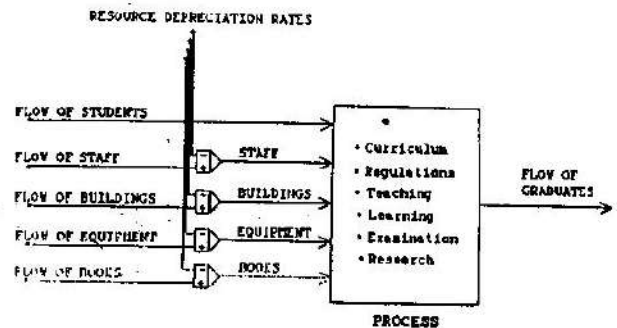 RESOURCE DEPRECIATION RATES
FLOW OF STUDENTS
FLOW OF STAFF
STAFF
FLOW OF BUILDINGS
BUILDINGS
FLOW OF EQUIPMENT
EQUIPMENT
FLOW OF BOOKS
BOOKS
• Curriculum
• Regulations
• Teaching
• Learning
• Examination
• Research
FLOW OF
GRADUATES
PROCESS